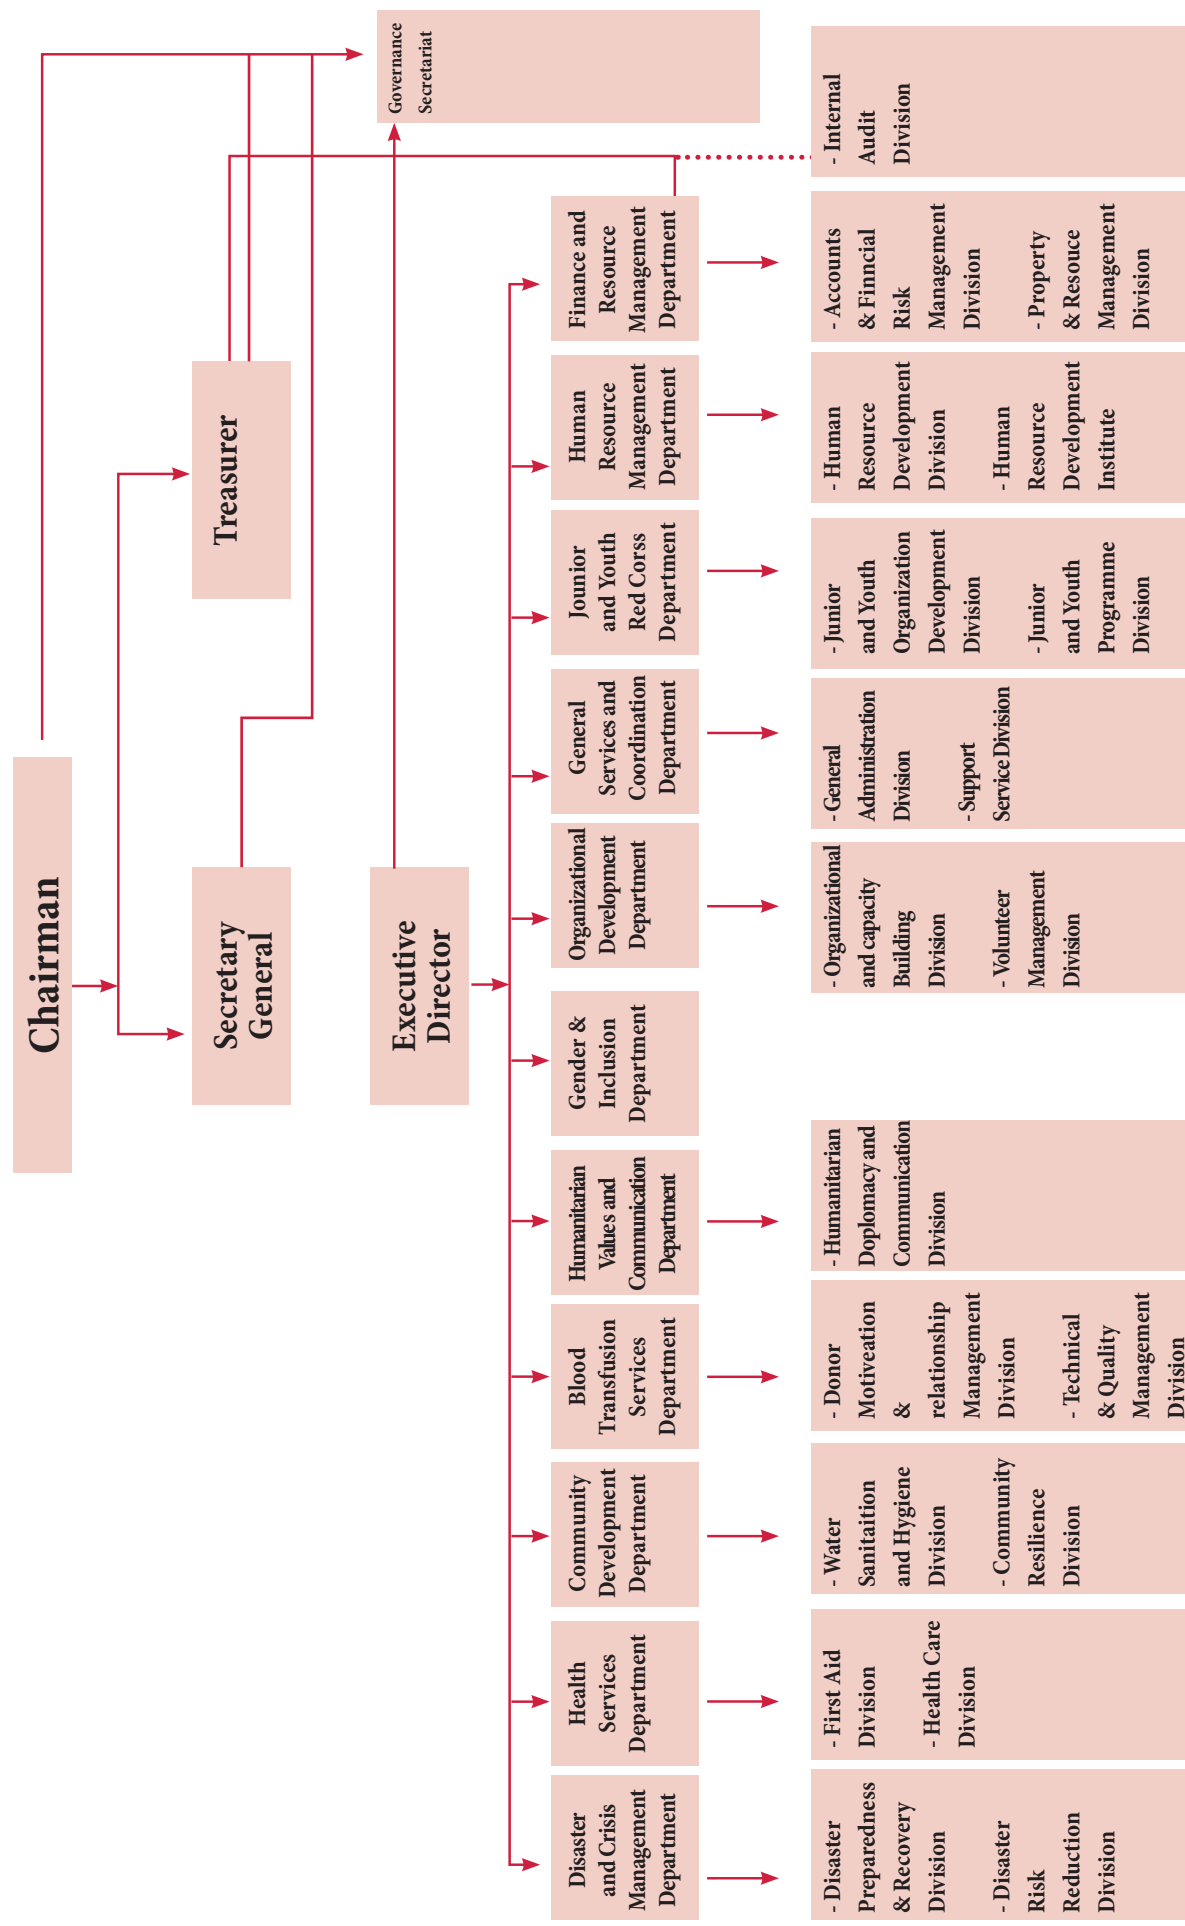 Chairman
Secretary
General
Treasurer
Governance
Secretariat
Executive
Director
Disaster
and Crisis
Management
Department
Health
Services
Department
Community
Development
Department
Blood
Transfusion
Services
Department
Humanitarian
Values and
Communication
Department
Gender &
Inclusion
Department
Organizational
Development
Department
General
Services and
Coordination
Department
Jounior
and Youth
Red Corss
Department
Human
Resource
Management
Department
Finance and
Resource
Management
Department
- Disaster
Preparedness
& Recovery
Division
- Disaster
Risk
Reduction
Division
- First Aid
Division
- Health Care
Division
- Water
Sanitaition
and Hygiene
Division
- Community
Resilience
Division
- Donor
Motiveation
&
relationship
Management
Division
- Technical
& Quality
Management
Division
- Humanitarian
Doplomacy and
Communication
Division
- Organizational
and capacity
Building
Division
- Volunteer
Management
Division
- General
Administration
Division
- Support
Service Division
- Junior
and Youth
Organization
Development
Division
- Junior
and Youth
Programme
Division
- Human
Resource
Development
Division
- Human
Resource
Development
Institute
- Accounts
& Finncial
Risk
Management
Division
- Property
& Resouce
Management
Division
- Internal
Audit
Division